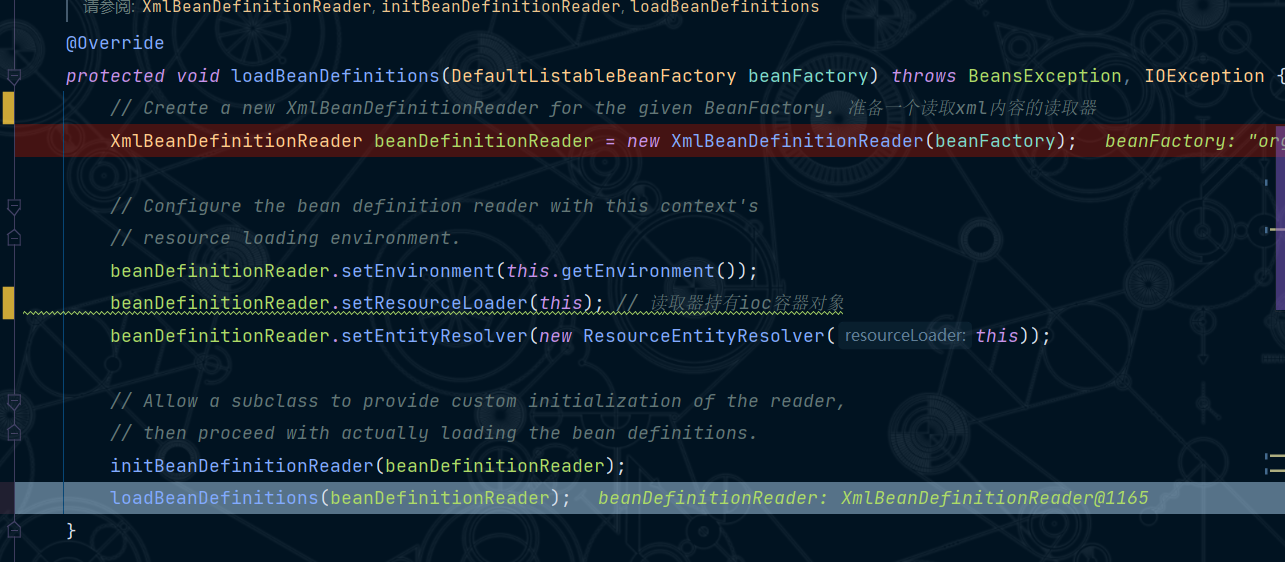 请参阅: XmlBeanDefinitionReader, initBeanDefinitionReader, loadBeanDefinitions
@Override
protected void loadBeanDefinitions(DefaultListableBeanFactory beanFactory) throws BeansException, IOException {
// Create a new XmlBeanDefinitionReader for the given BeanFactory. 准备一个读取xml内容的读取器
XmlBeanDefinitionReader beanDefinitionReader = new XmlBeanDefinitionReader(beanFactory); beanFactory: "org
// Configure the bean definition reader with this context's
// resource loading environment.
beanDefinitionReader.setEnvironment(this.getEnvironment());
beanDefinitionReader.setResourceLoader(this); // 读取器持有ioc容器对象
beanDefinitionReader.setEntityResolver(new ResourceEntityResolver( resourceLoader: this));
// Allow a subclass to provide custom initialization of the reader,
// then proceed with actually loading the bean definitions.
initBeanDefinitionReader(beanDefinitionReader);
loadBeanDefinitions(beanDefinitionReader); beanDefinitionReader: XmlBeanDefinitionReader@1165
}